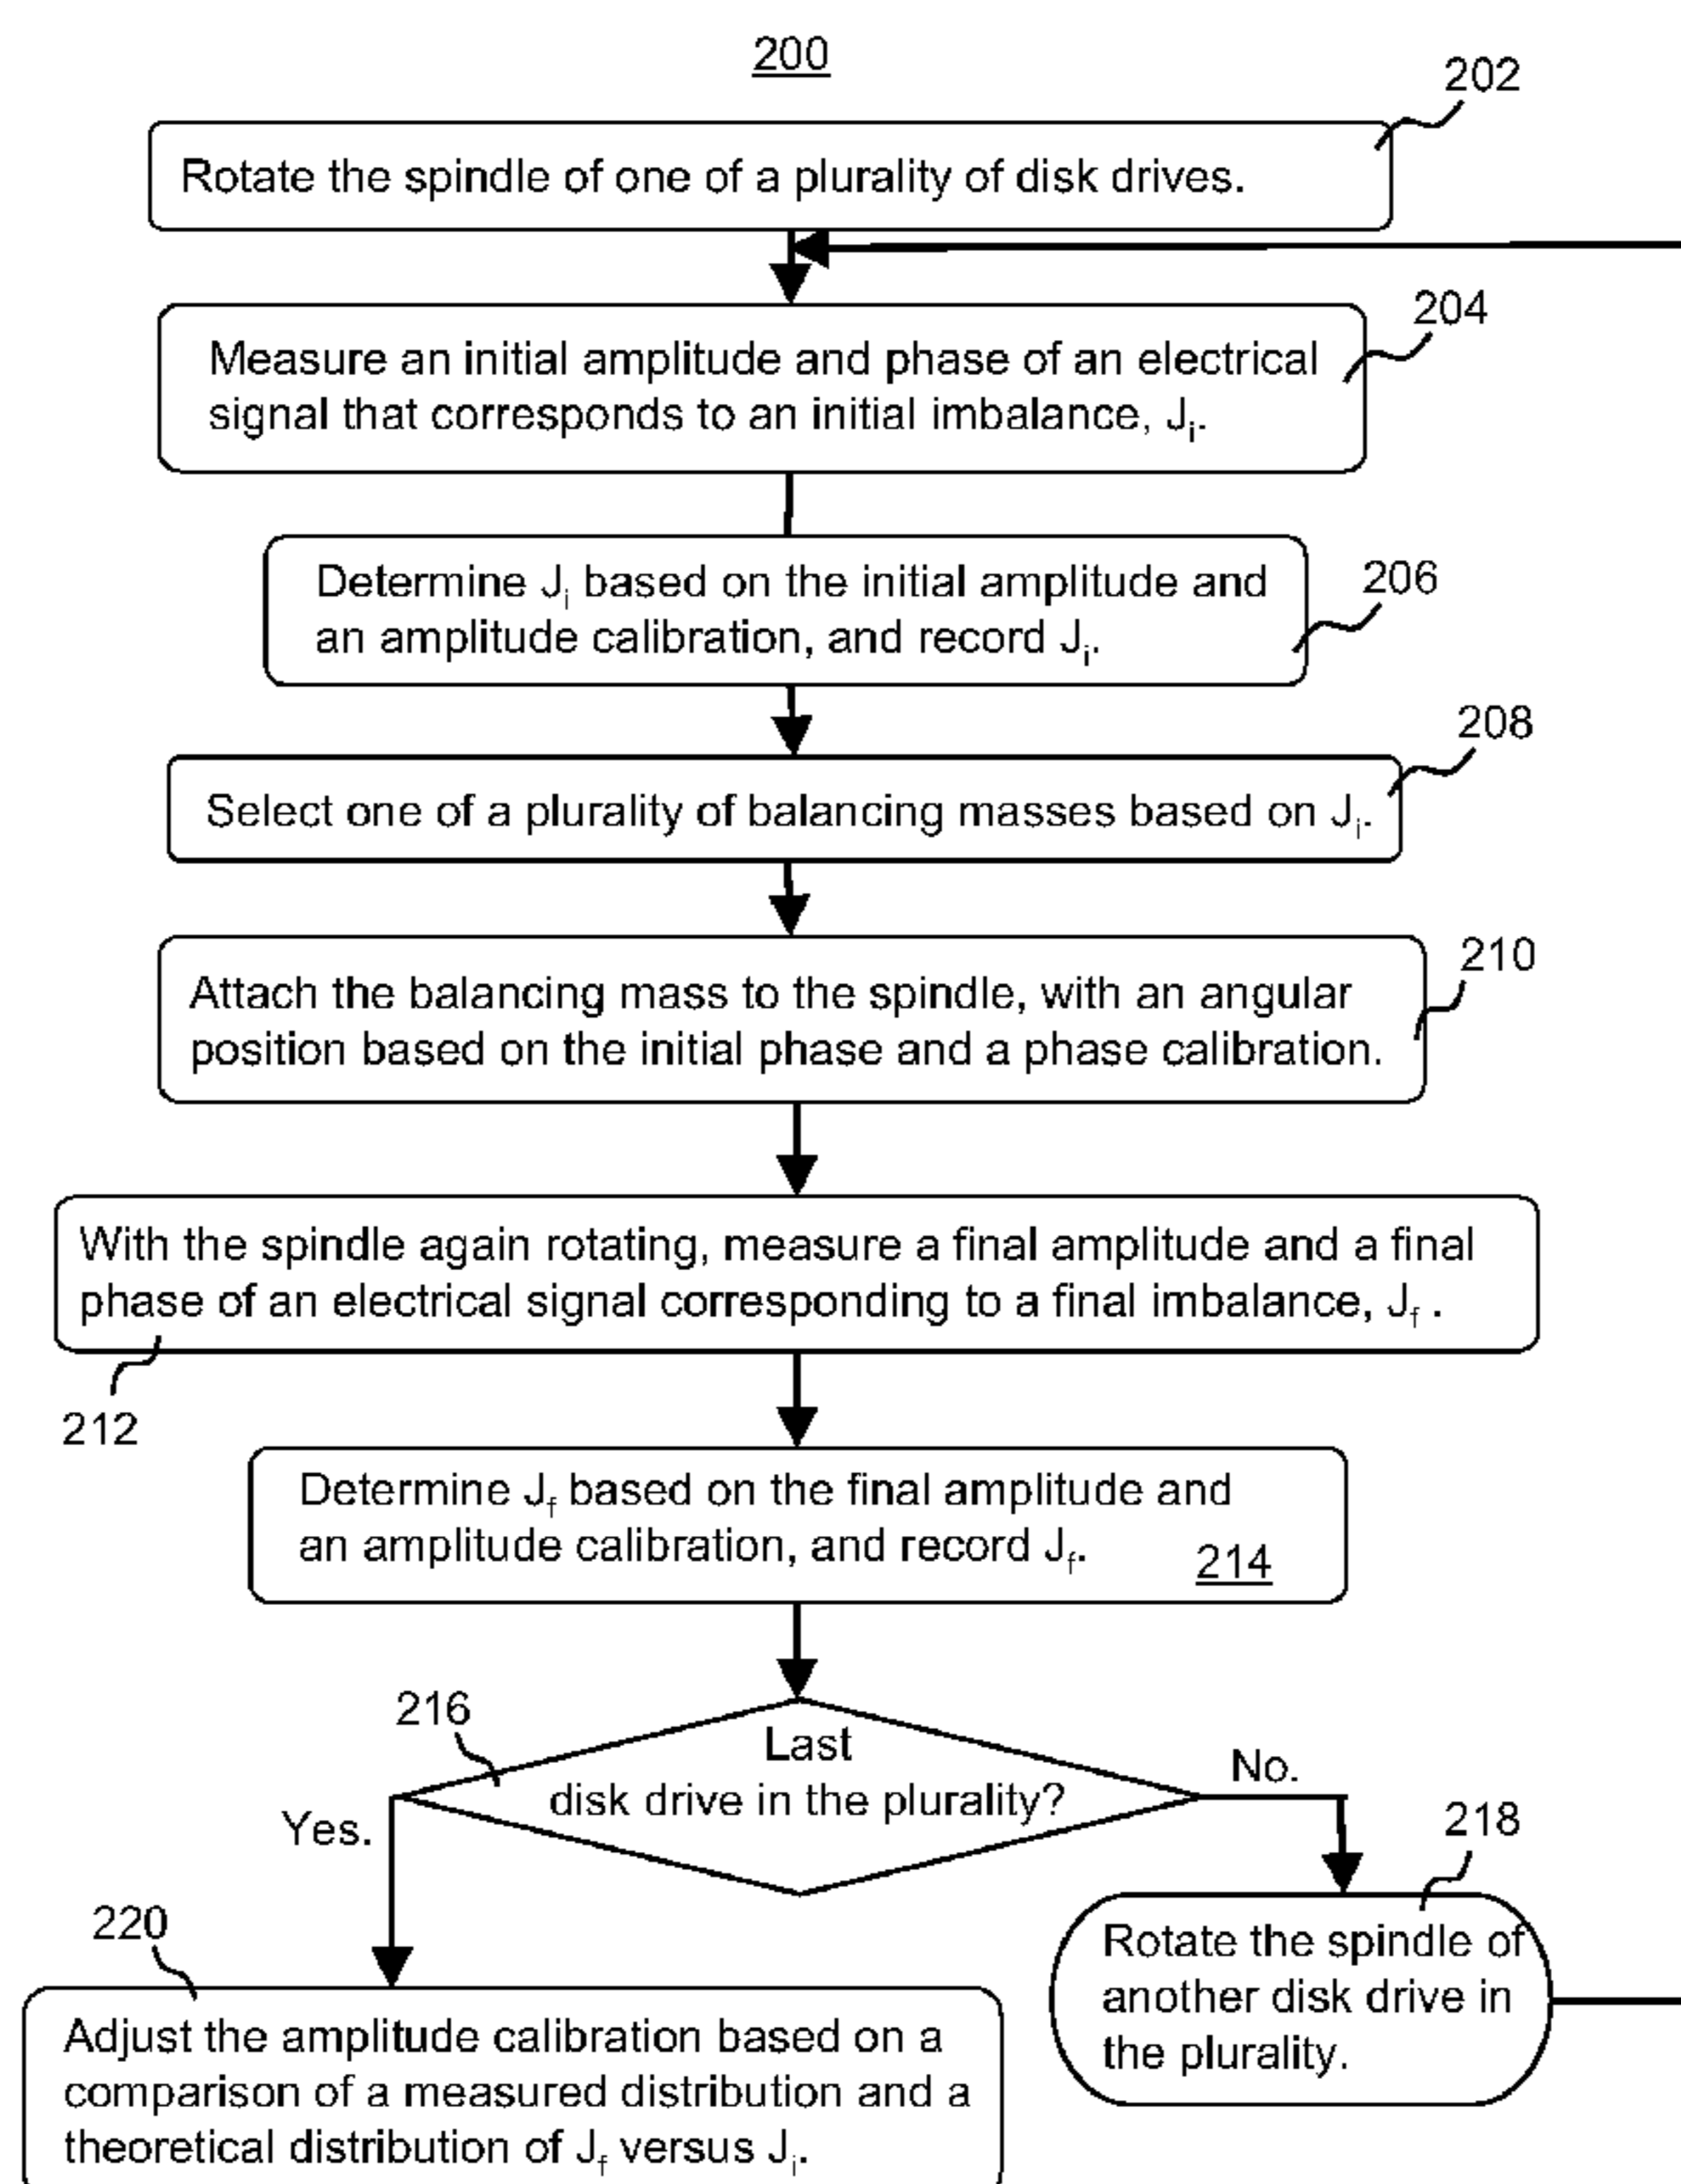 200
202
Rotate the spindle of one of a plurality of disk drives.
204
Measure an initial amplitude and phase of an electrical
signal that corresponds to an initial imbalance, Ji.
206
Determine Ji based on the initial amplitude and
an amplitude calibration, and record Ji.
208
Select one of a plurality of balancing masses based on Ji.
210
Attach the balancing mass to the spindle, with an angular
position based on the initial phase and a phase calibration.
With the spindle again rotating, measure a final amplitude and a final
phase of an electrical signal corresponding to a final imbalance, Jf .
212
Determine Jf based on the final amplitude and
an amplitude calibration, and record Jf.
214
216
Last
disk drive in the plurality?
No.
Yes.
218
Rotate the spindle of
another disk drive in
the plurality.
220
Adjust the amplitude calibration based on a
comparison of a measured distribution and a
theoretical distribution of Jf versus Ji.